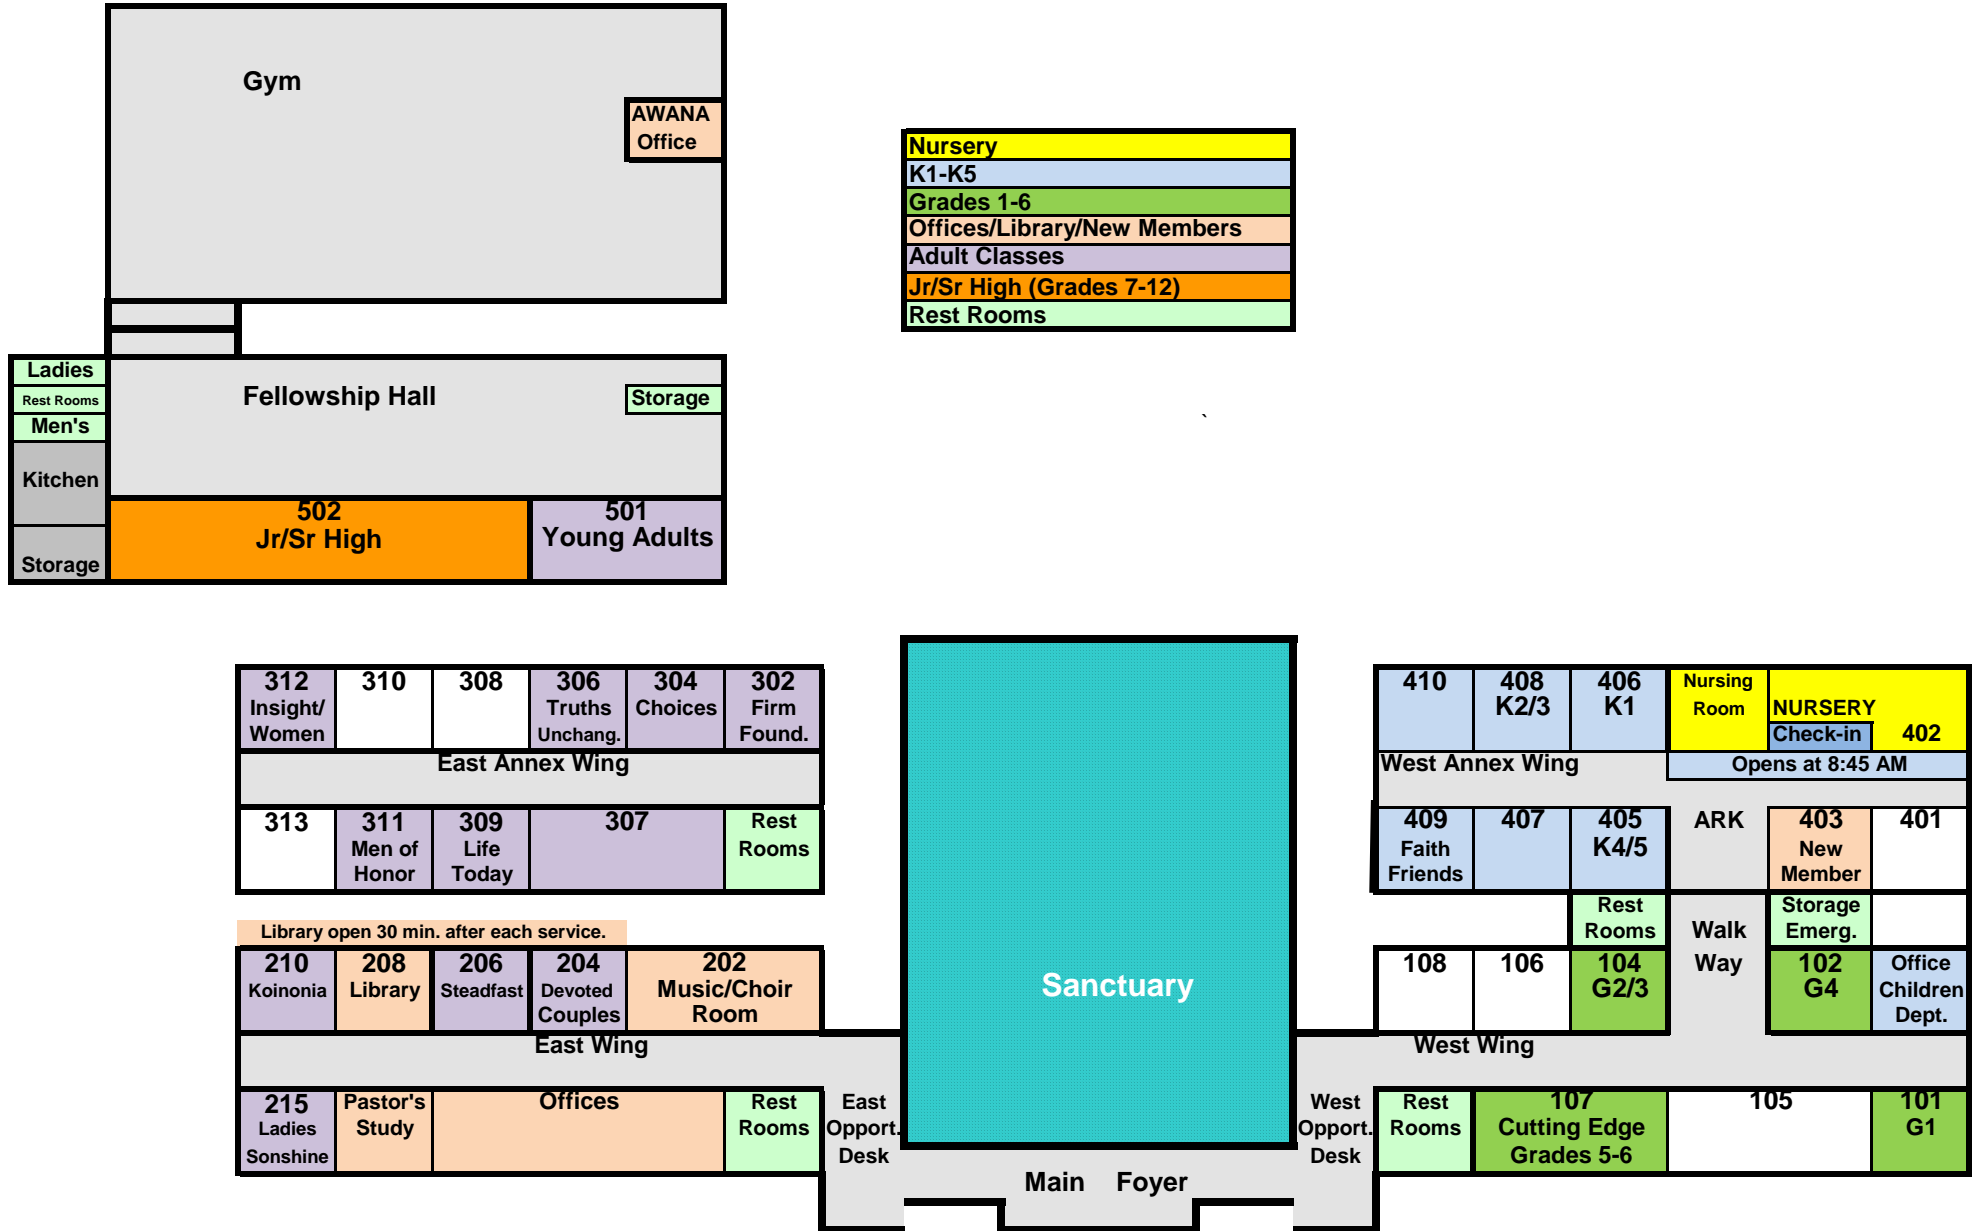 Gym
AWANA
Office
Nursery
K1-K5
Grades 1-6
Offices/Library/New Members
Adult Classes
Jr/Sr High (Grades 7-12)
Rest Rooms
Ladies
Rest Rooms
Men's
Kitchen
Storage
Fellowship Hall
Storage
`
502
Jr/Sr High
501
Young Adults
312
Insight/
Women
310
308
306
Truths
Unchang.
304
Choices
302
Firm
Found.
East Annex Wing
313
311
Men of
Honor
309
Life
Today
307
Rest
Rooms
Library open 30 min. after each service.
210
Koinonia
208
Library
206
Steadfast
204
Devoted
Couples
202
Music/Choir
Room
East Wing
215
Ladies
Sonshine
Pastor's
Study
Offices
Rest
Rooms
East
Opport.
Desk
Sanctuary
Main Foyer
West
Opport.
Desk
410
408
K2/3
406
K1
Nursing
Room
NURSERY
Check-in
402
West Annex Wing
Opens at 8:45 AM
409
Faith
Friends
407
405
K4/5
ARK
403
New
Member
401
Rest
Rooms
Walk
Way
Storage
Emerg.
108
106
104
G2/3
102
G4
Office
Children
Dept.
West Wing
Rest
Rooms
107
Cutting Edge
Grades 5-6
105
101
G1